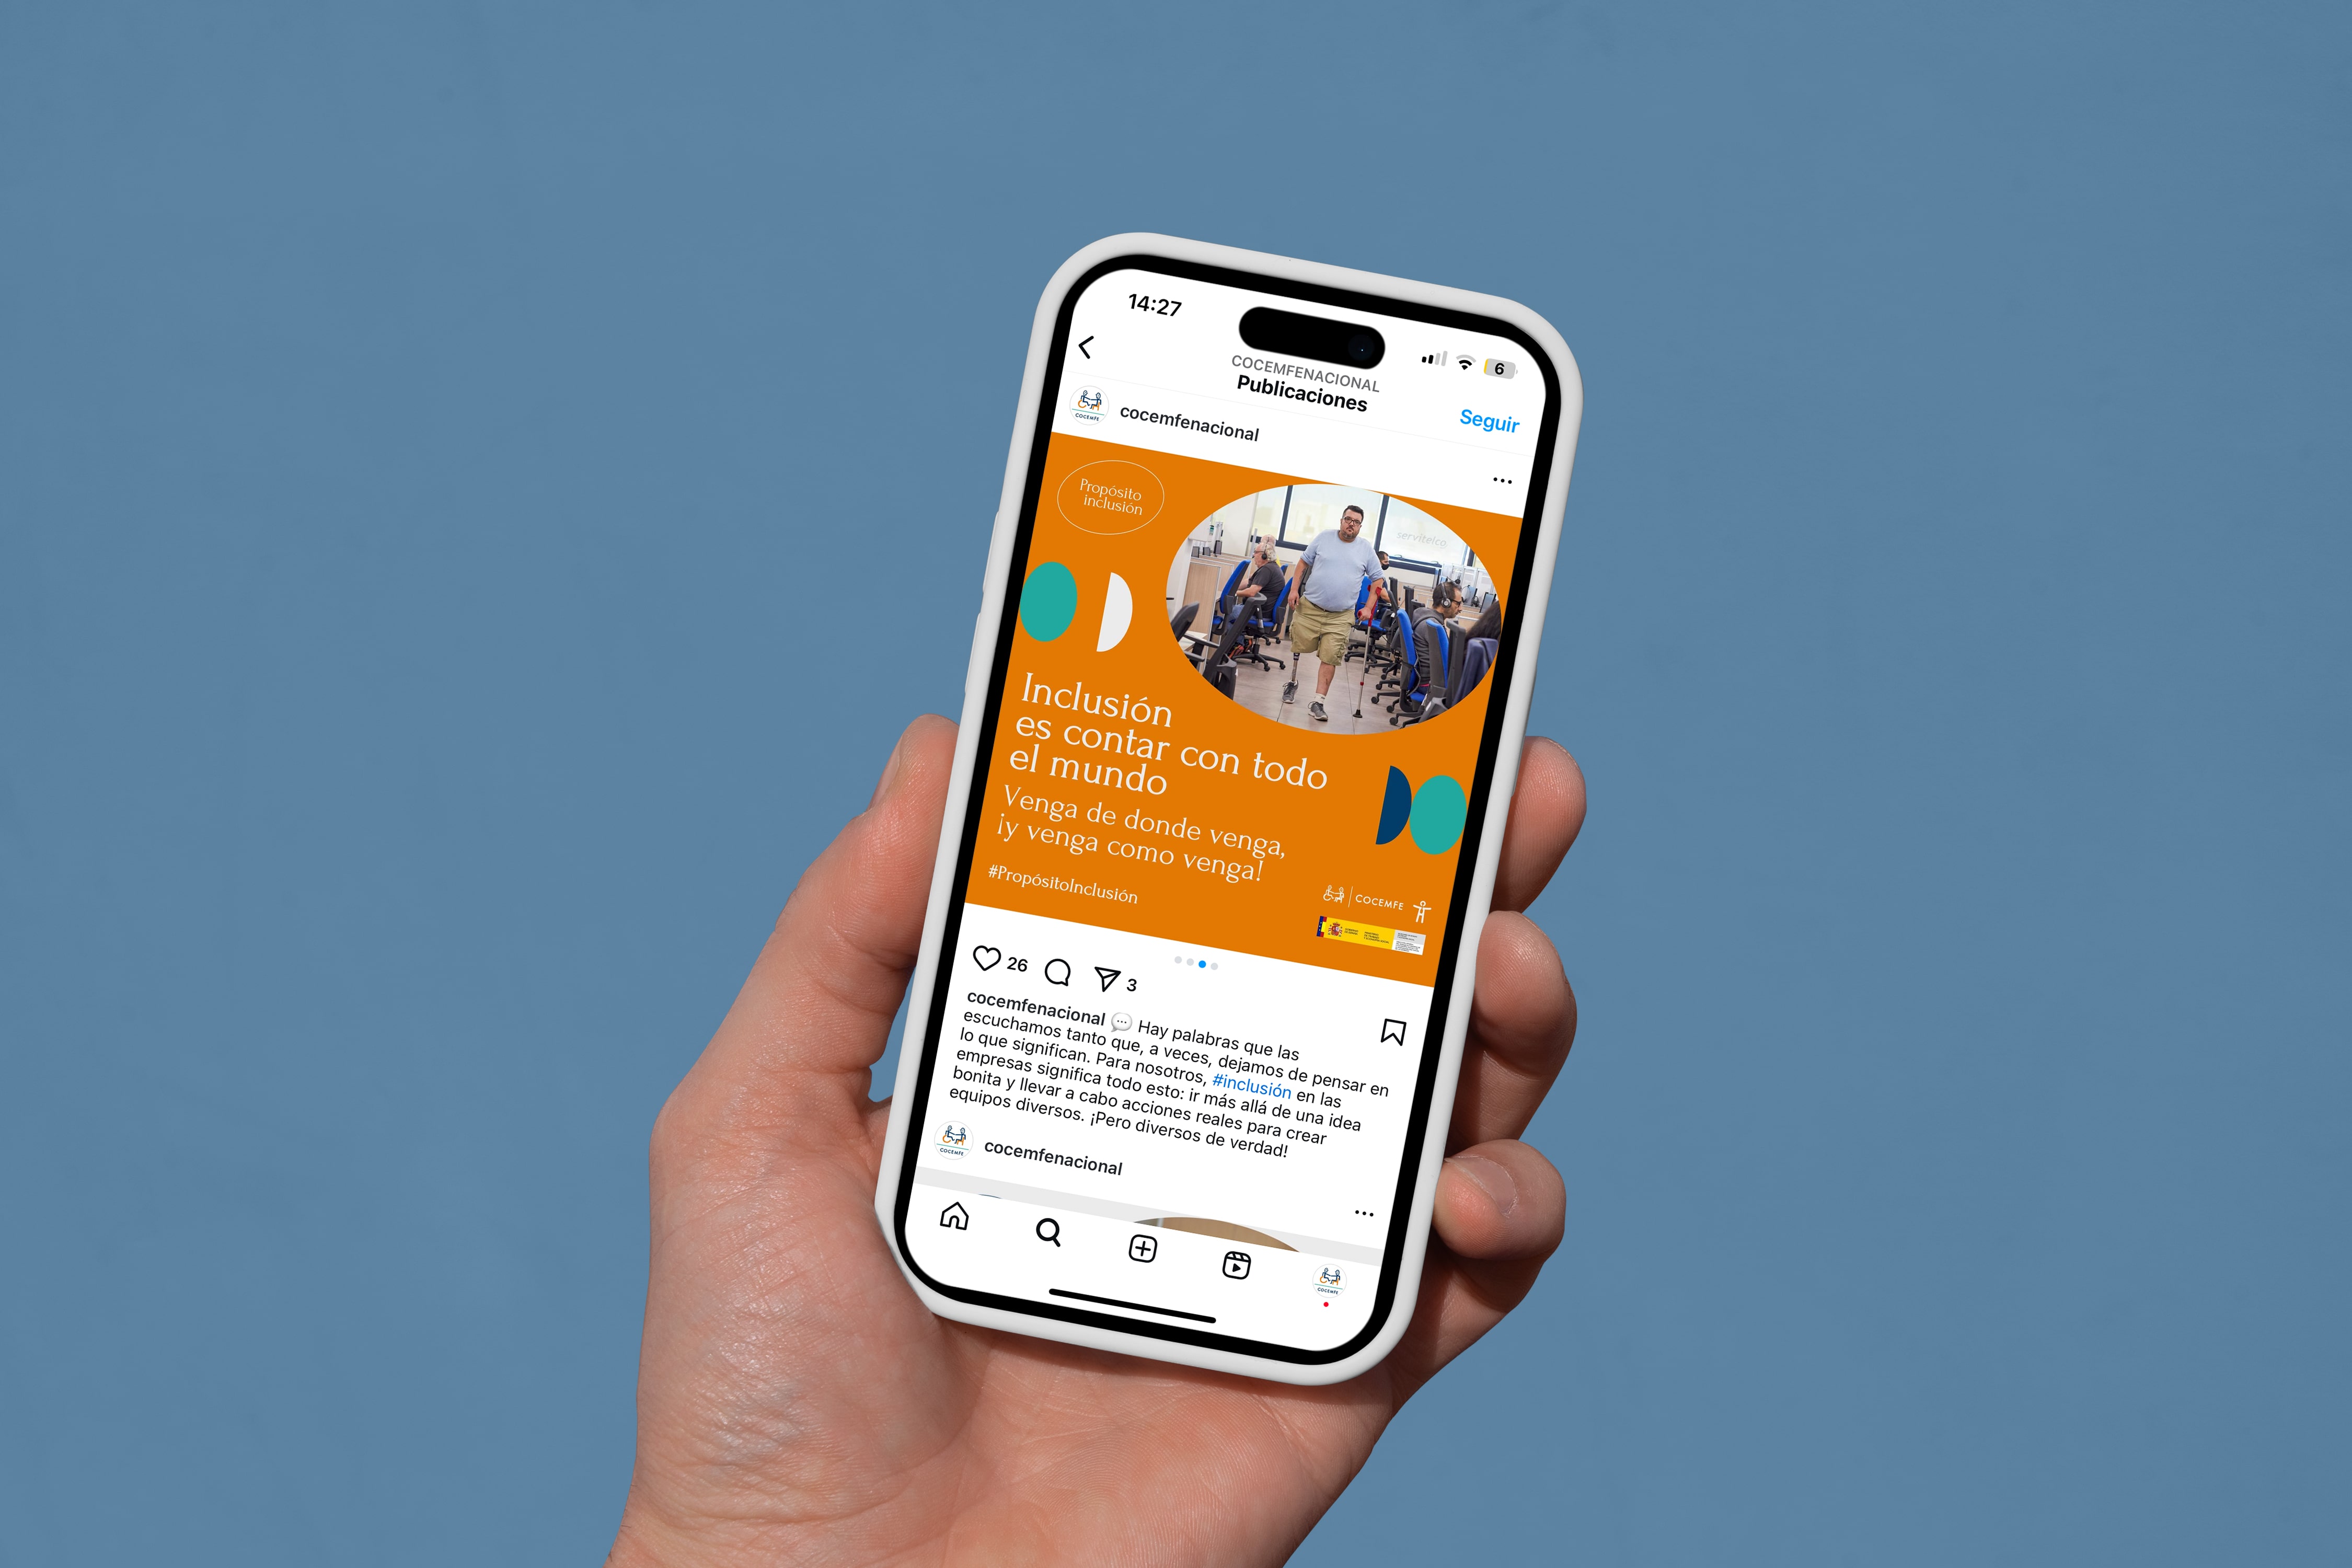 14:27
6
COCEMFENACIONAL
Publicaciones
Seguir
COCEMFE
cocemfenacional
Propósito
inclusión
servitelco
Inclusión
es contar con todo
el mundo
Venga de donde venga,
¡y venga como venga!
#PropósitoInclusión
COCEMFE
26
3
cocemfenacional 💬 Hay palabras que las
escuchamos tanto que, a veces, dejamos de pensar en
lo que significan. Para nosotros, #inclusión en las
empresas significa todo esto: ir más allá de una idea
bonita y llevar a cabo acciones reales para crear
equipos diversos. ¡Pero diversos de verdad!
COCEMFE
cocemfenacional
COCEMFE